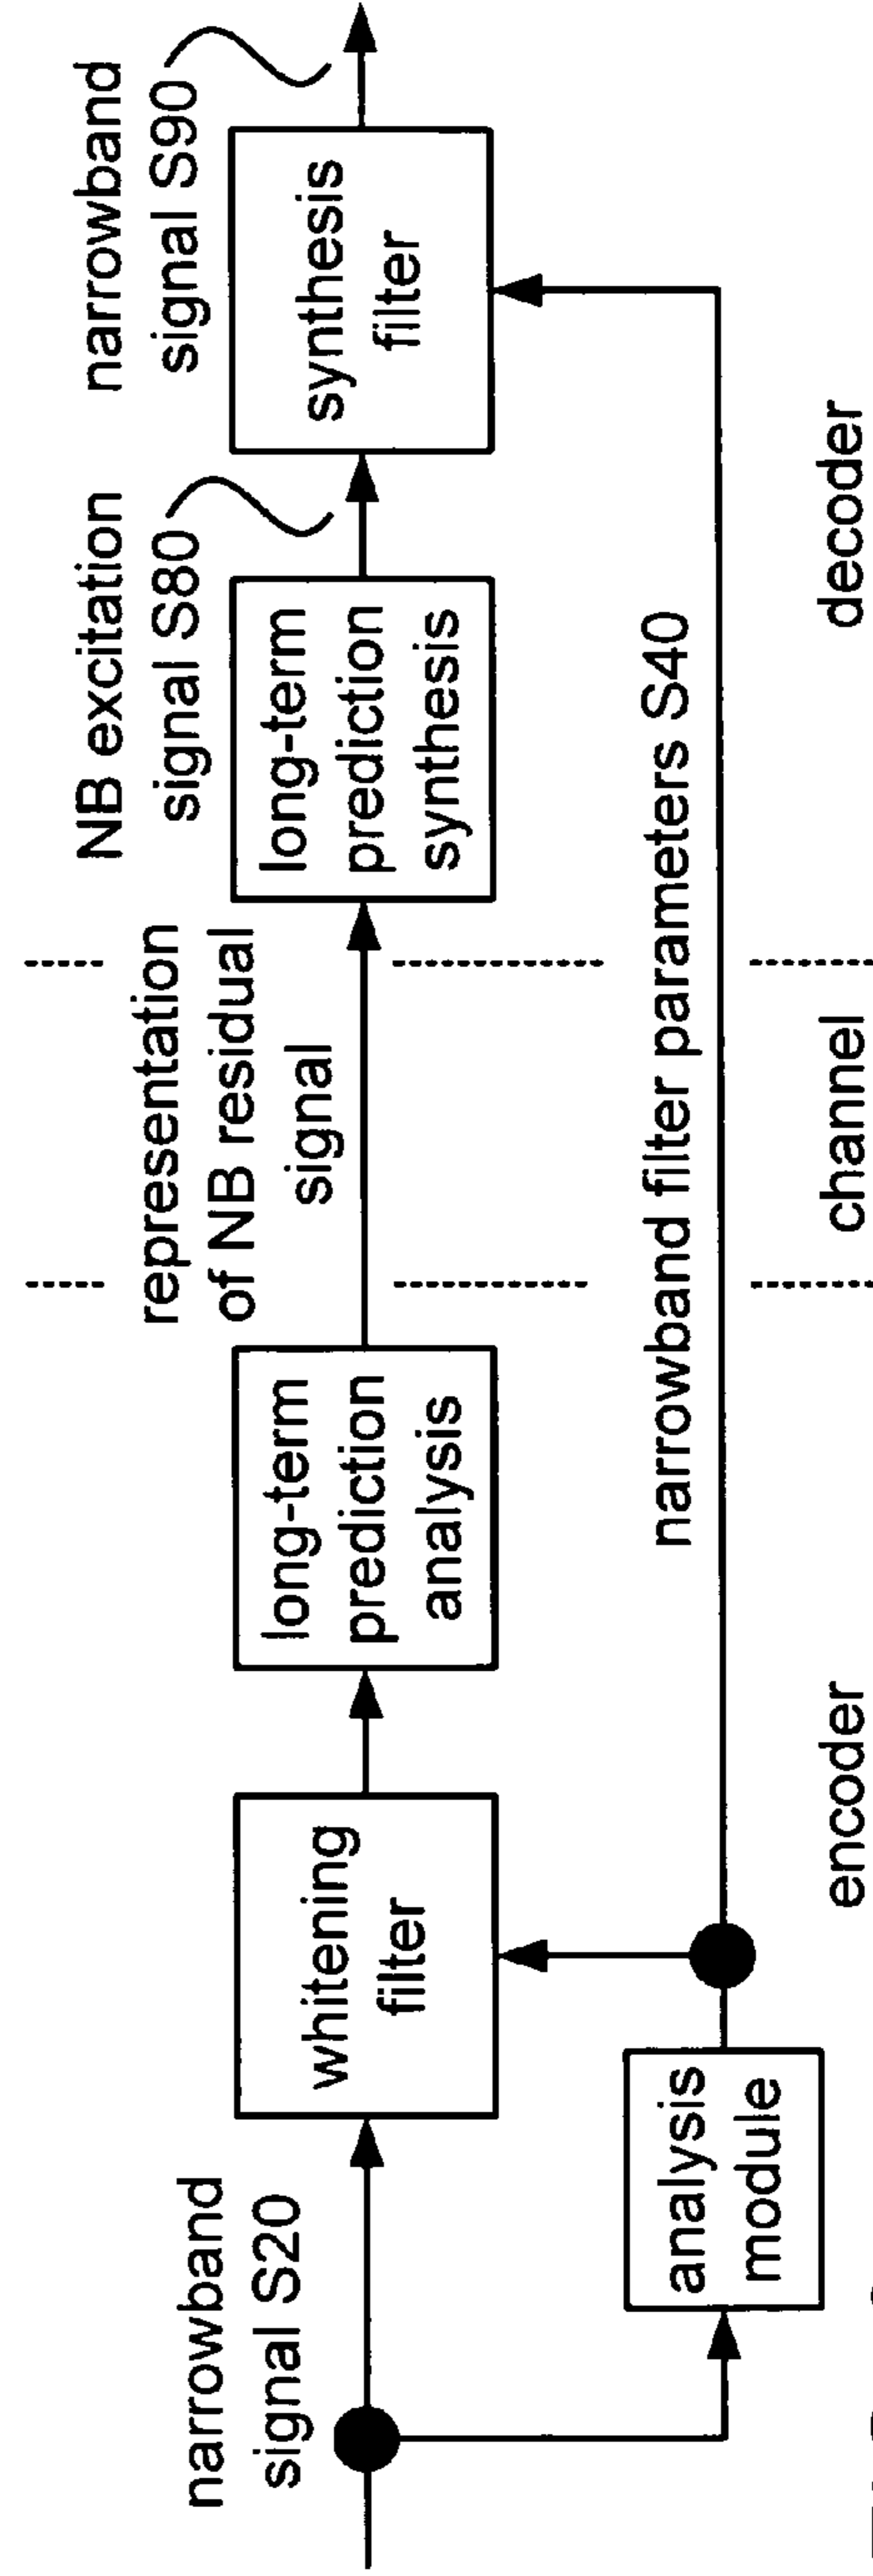 narrowband
signal S20
whitening
filter
long-term
prediction
analysis
representation
of NB residual
signal
long-term
prediction
synthesis
NB excitation
signal S80
synthesis
filter
narrowband
signal S90
analysis
module
narrowband filter parameters S40
encoder
channel
decoder